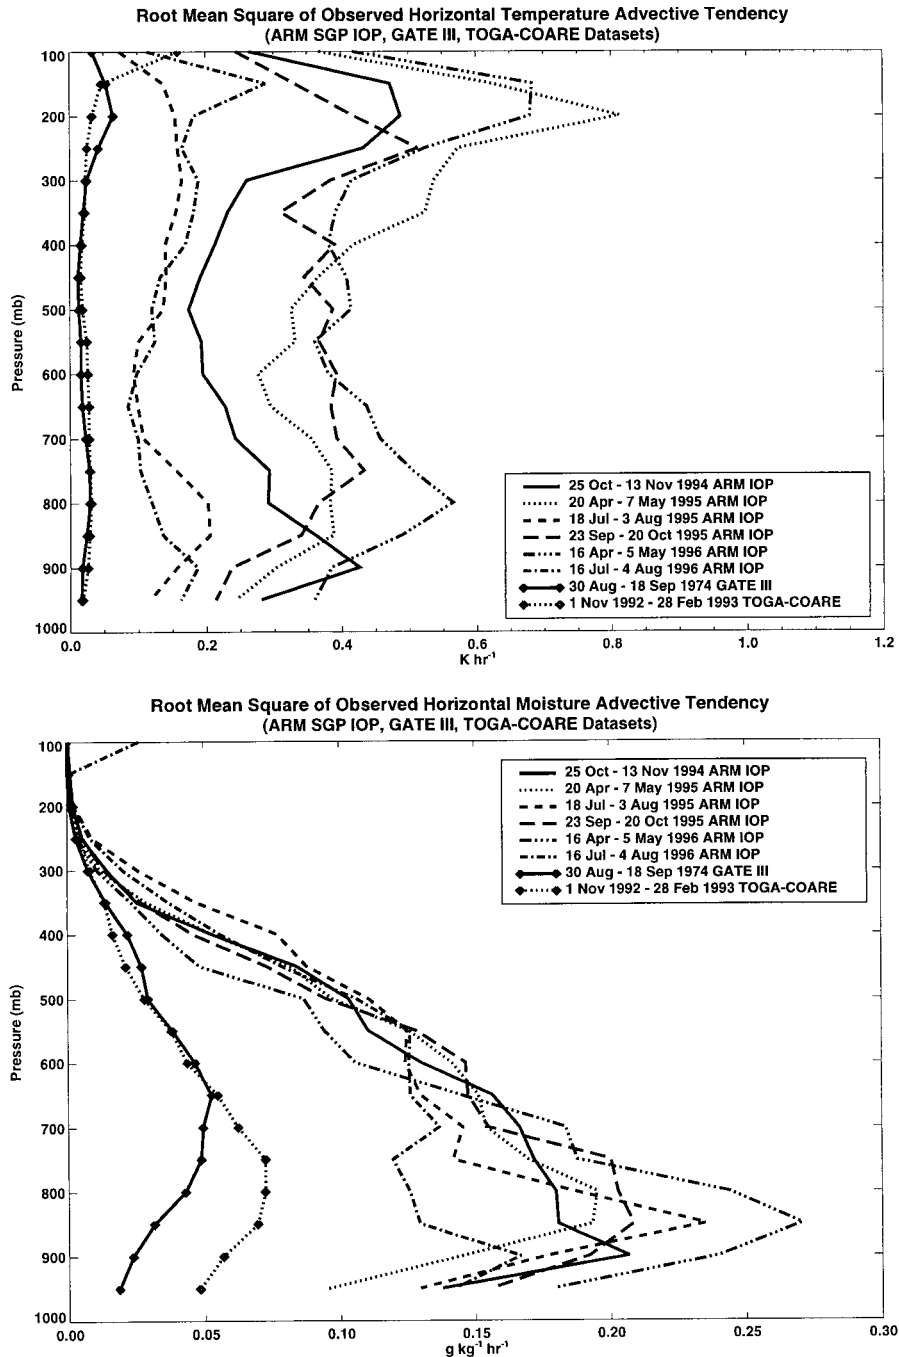 Root Mean Square of Observed Horizontal Temperature Advective Tendency
(ARM SGP IOP, GATE III, TOGA-COARE Datasets)
100
200
300
400
500
600
700
800
900
1000
Pressure (mb)
25 Oct - 13 Nov 1994 ARM IOP
20 Apr - 7 May 1995 ARM IOP
18 Jul - 3 Aug 1995 ARM IOP
23 Sep - 20 Oct 1995 ARM IOP
16 Apr - 5 May 1996 ARM IOP
16 Jul - 4 Aug 1996 ARM IOP
30 Aug - 18 Sep 1974 GATE III
1 Nov 1992 - 28 Feb 1993 TOGA-COARE
0.0 0.2 0.4 0.6 0.8 1.0 1.2
K hr⁻¹
Root Mean Square of Observed Horizontal Moisture Advective Tendency
(ARM SGP IOP, GATE III, TOGA-COARE Datasets)
100
200
300
400
500
600
700
800
900
1000
Pressure (mb)
25 Oct - 13 Nov 1994 ARM IOP
20 Apr - 7 May 1995 ARM IOP
18 Jul - 3 Aug 1995 ARM IOP
23 Sep - 20 Oct 1995 ARM IOP
16 Apr - 5 May 1996 ARM IOP
16 Jul - 4 Aug 1996 ARM IOP
30 Aug - 18 Sep 1974 GATE III
1 Nov 1992 - 28 Feb 1993 TOGA-COARE
0.00 0.05 0.10 0.15 0.20 0.25 0.30
g kg⁻¹ hr⁻¹